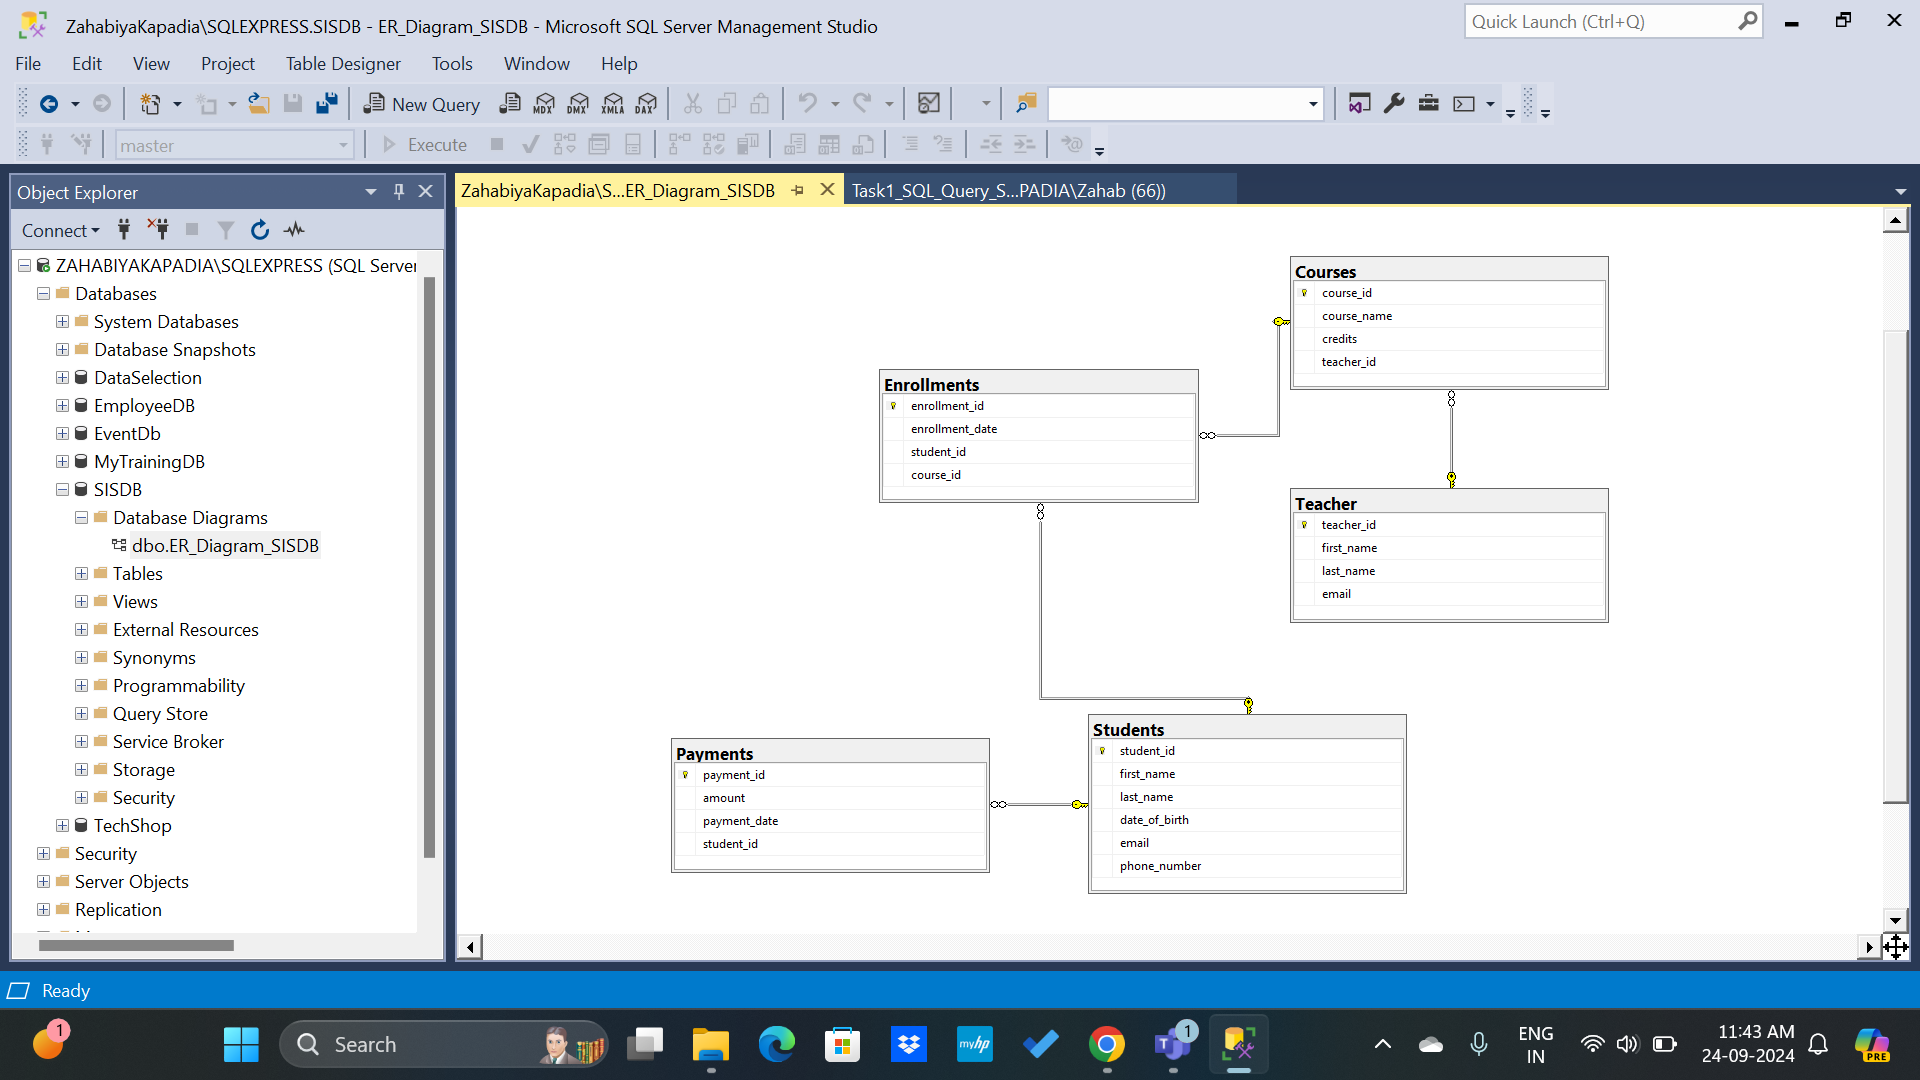 ZahabiyaKapadia\SQLEXPRESS.SISDB - ER_Diagram_SISDB - Microsoft SQL Server Management Studio
Quick Launch (Ctrl+Q)
File Edit View Project Table Designer Tools Window Help
New Query MDX DMX XMLA DAX
master Execute
Object Explorer
ZahabiyaKapadia\S...ER_Diagram_SISDB
Task1_SQL_Query_S...PADIA\Zahab (66))
Connect
ZAHABIYAKAPADIA\SQLEXPRESS (SQL Server
Databases
System Databases
Database Snapshots
DataSelection
EmployeeDB
EventDb
MyTrainingDB
SISDB
Database Diagrams
dbo.ER_Diagram_SISDB
Tables
Views
External Resources
Synonyms
Programmability
Query Store
Service Broker
Storage
Security
TechShop
Security
Server Objects
Replication
Courses
course_id
course_name
credits
teacher_id
Enrollments
enrollment_id
enrollment_date
student_id
course_id
Teacher
teacher_id
first_name
last_name
email
Payments
payment_id
amount
payment_date
student_id
Students
student_id
first_name
last_name
date_of_birth
email
phone_number
Ready
1
Search
myhp
1
ENG
IN
11:43 AM
24-09-2024
PRE